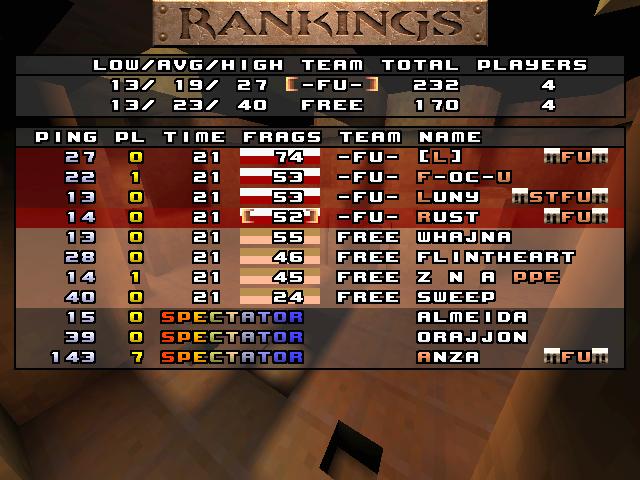 RANKINGS
LOW/AVG/HIGH TEAM TOTAL PLAYERS
13/ 19/ 27 [-FU-] 232 4
13/ 23/ 40 FREE 170 4
PING PL TIME FRAGS TEAM NAME
27 0 21 74 -FU- [L] FU
22 1 21 53 -FU- F-OC-U
13 0 21 53 -FU- LUNY STFU
14 0 21 [ 52 ] -FU- RUST FU
13 0 21 55 FREE WHAJNA
28 0 21 46 FREE FLINTHEART
14 1 21 45 FREE Z N A PPE
40 0 21 24 FREE SWEEP
15 0 SPECTATOR ALMEIDA
39 0 SPECTATOR ORAJJON
143 7 SPECTATOR ANZA FU